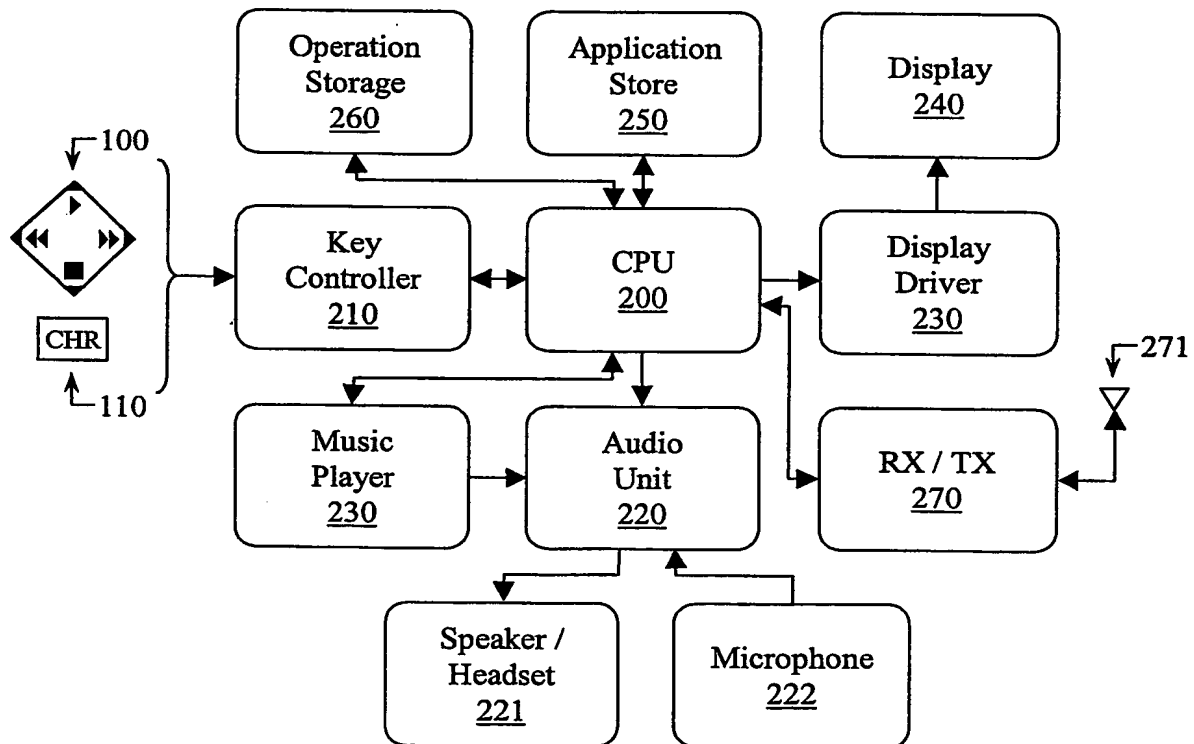 Operation
Storage
260
Application
Store
250
Display
240
100
Key
Controller
210
CPU
200
Display
Driver
230
CHR
110
271
Music
Player
230
Audio
Unit
220
RX / TX
270
Speaker /
Headset
221
Microphone
222